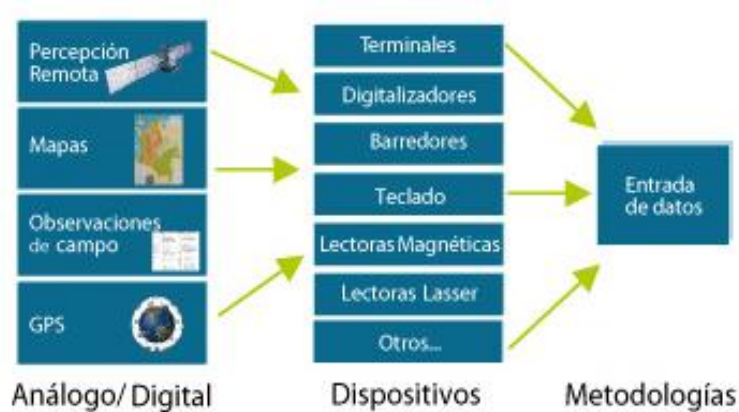 Percepción
Remota
Mapas
Observaciones
de campo
GPS
Análogo/ Digital
Terminales
Digitalizadores
Barredores
Teclado
Lectoras Magnéticas
Lectoras Lasser
Otros...
Dispositivos
Entrada
de datos
Metodologías